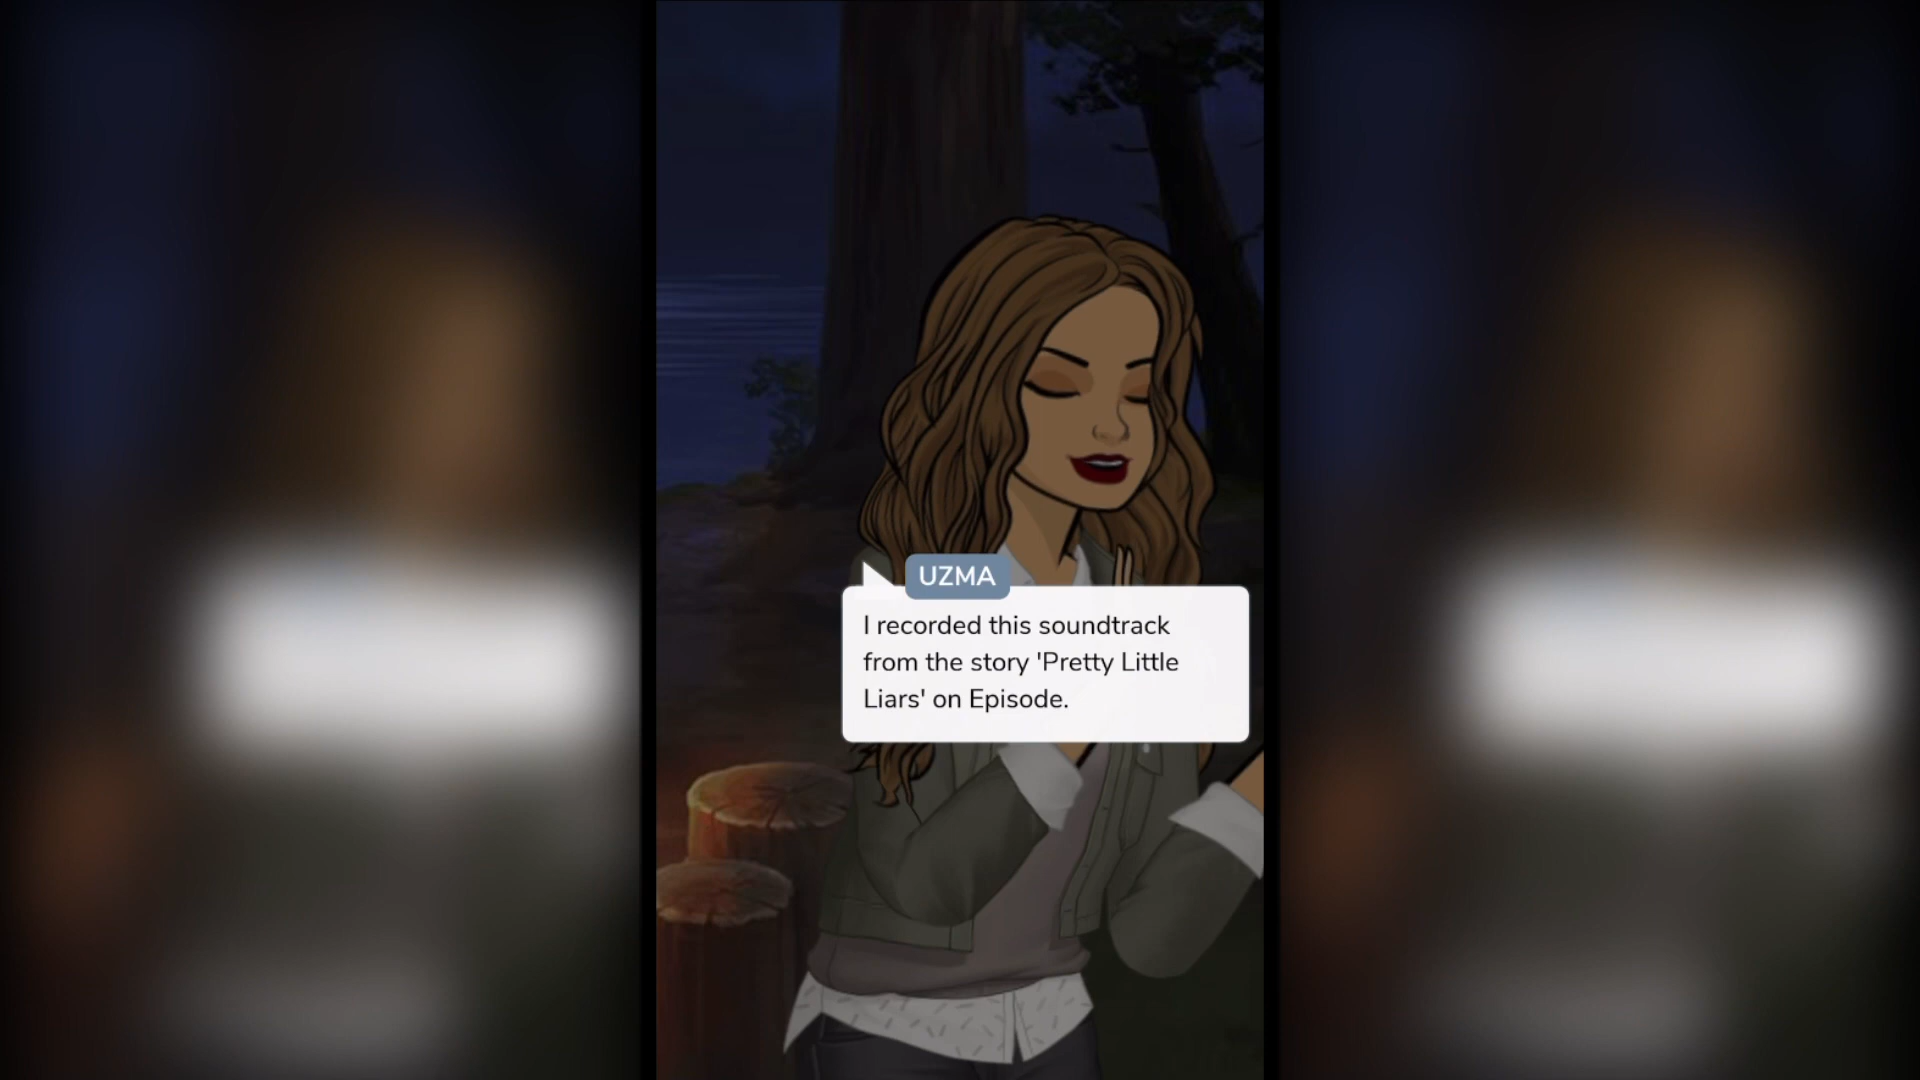 UZMA
I recorded this soundtrack
from the story 'Pretty Little
Liars' on Episode.